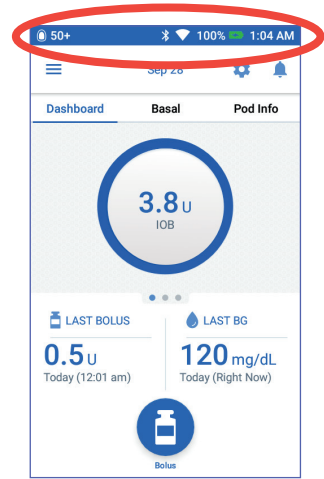 50+ 100% 1:04 AM
Sep 28
Dashboard Basal Pod Info
3.8 U
IOB
LAST BOLUS LAST BG
0.5 U 120 mg/dL
Today (12:01 am) Today (Right Now)
Bolus